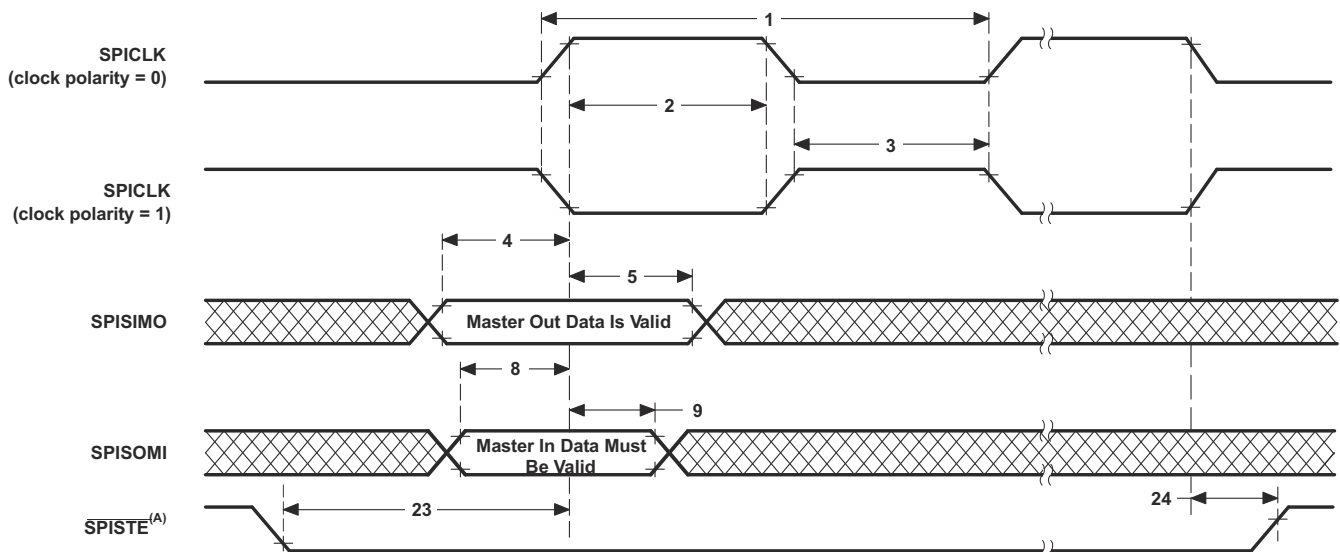 1
SPICLK
(clock polarity = 0)
2
3
SPICLK
(clock polarity = 1)
4
5
SPISIMO
Master Out Data Is Valid
8
9
SPISOMI
Master In Data Must
Be Valid
23
24
SPISTE(A)